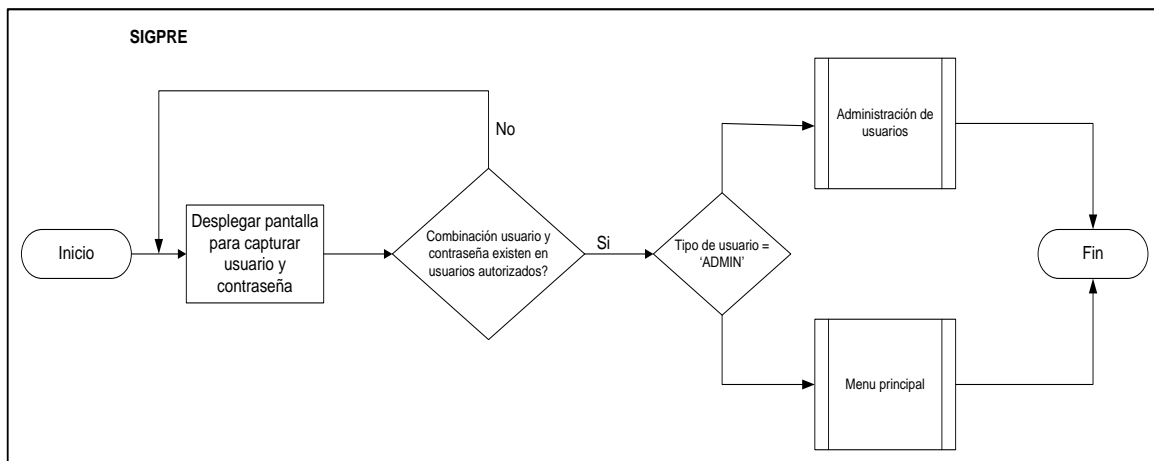 SIGPRE
No
Inicio
Desplegar pantalla
para capturar
usuario y
contraseña
Combinación usuario y
contraseña existen en
usuarios autorizados?
Si
Tipo de usuario =
‘ADMIN’
Administración de
usuarios
Menu principal
Fin